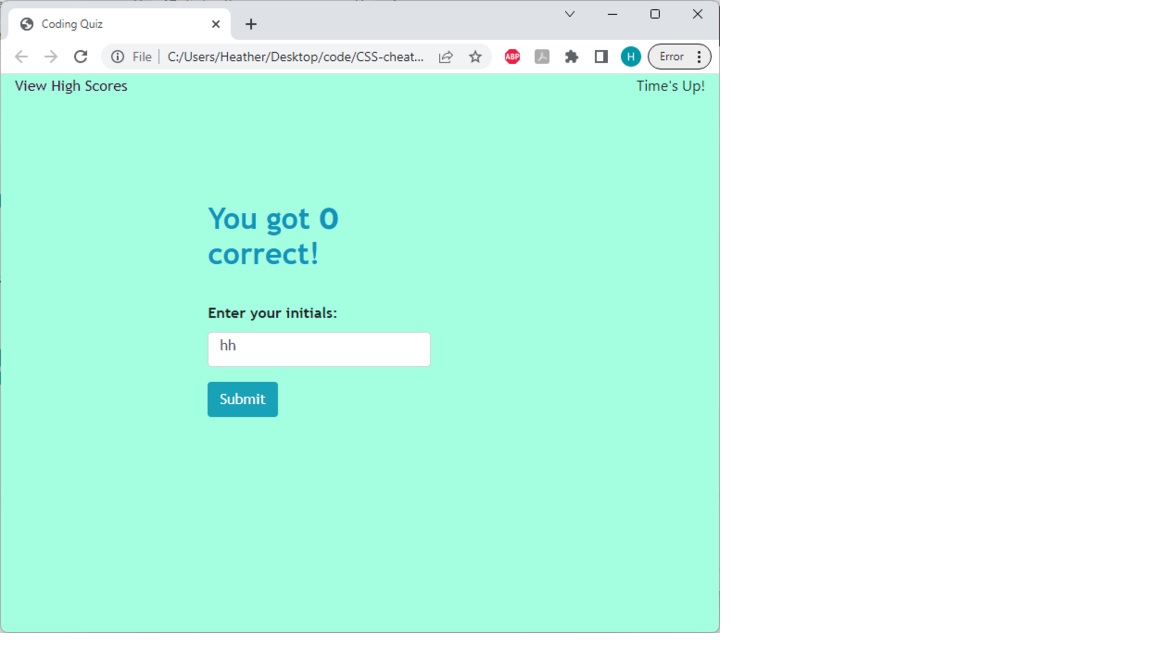 Coding Quiz
File
C:/Users/Heather/Desktop/code/CSS-cheat...
ABP
H
Error
View High Scores
Time's Up!
You got 0
correct!
Enter your initials:
hh
Submit